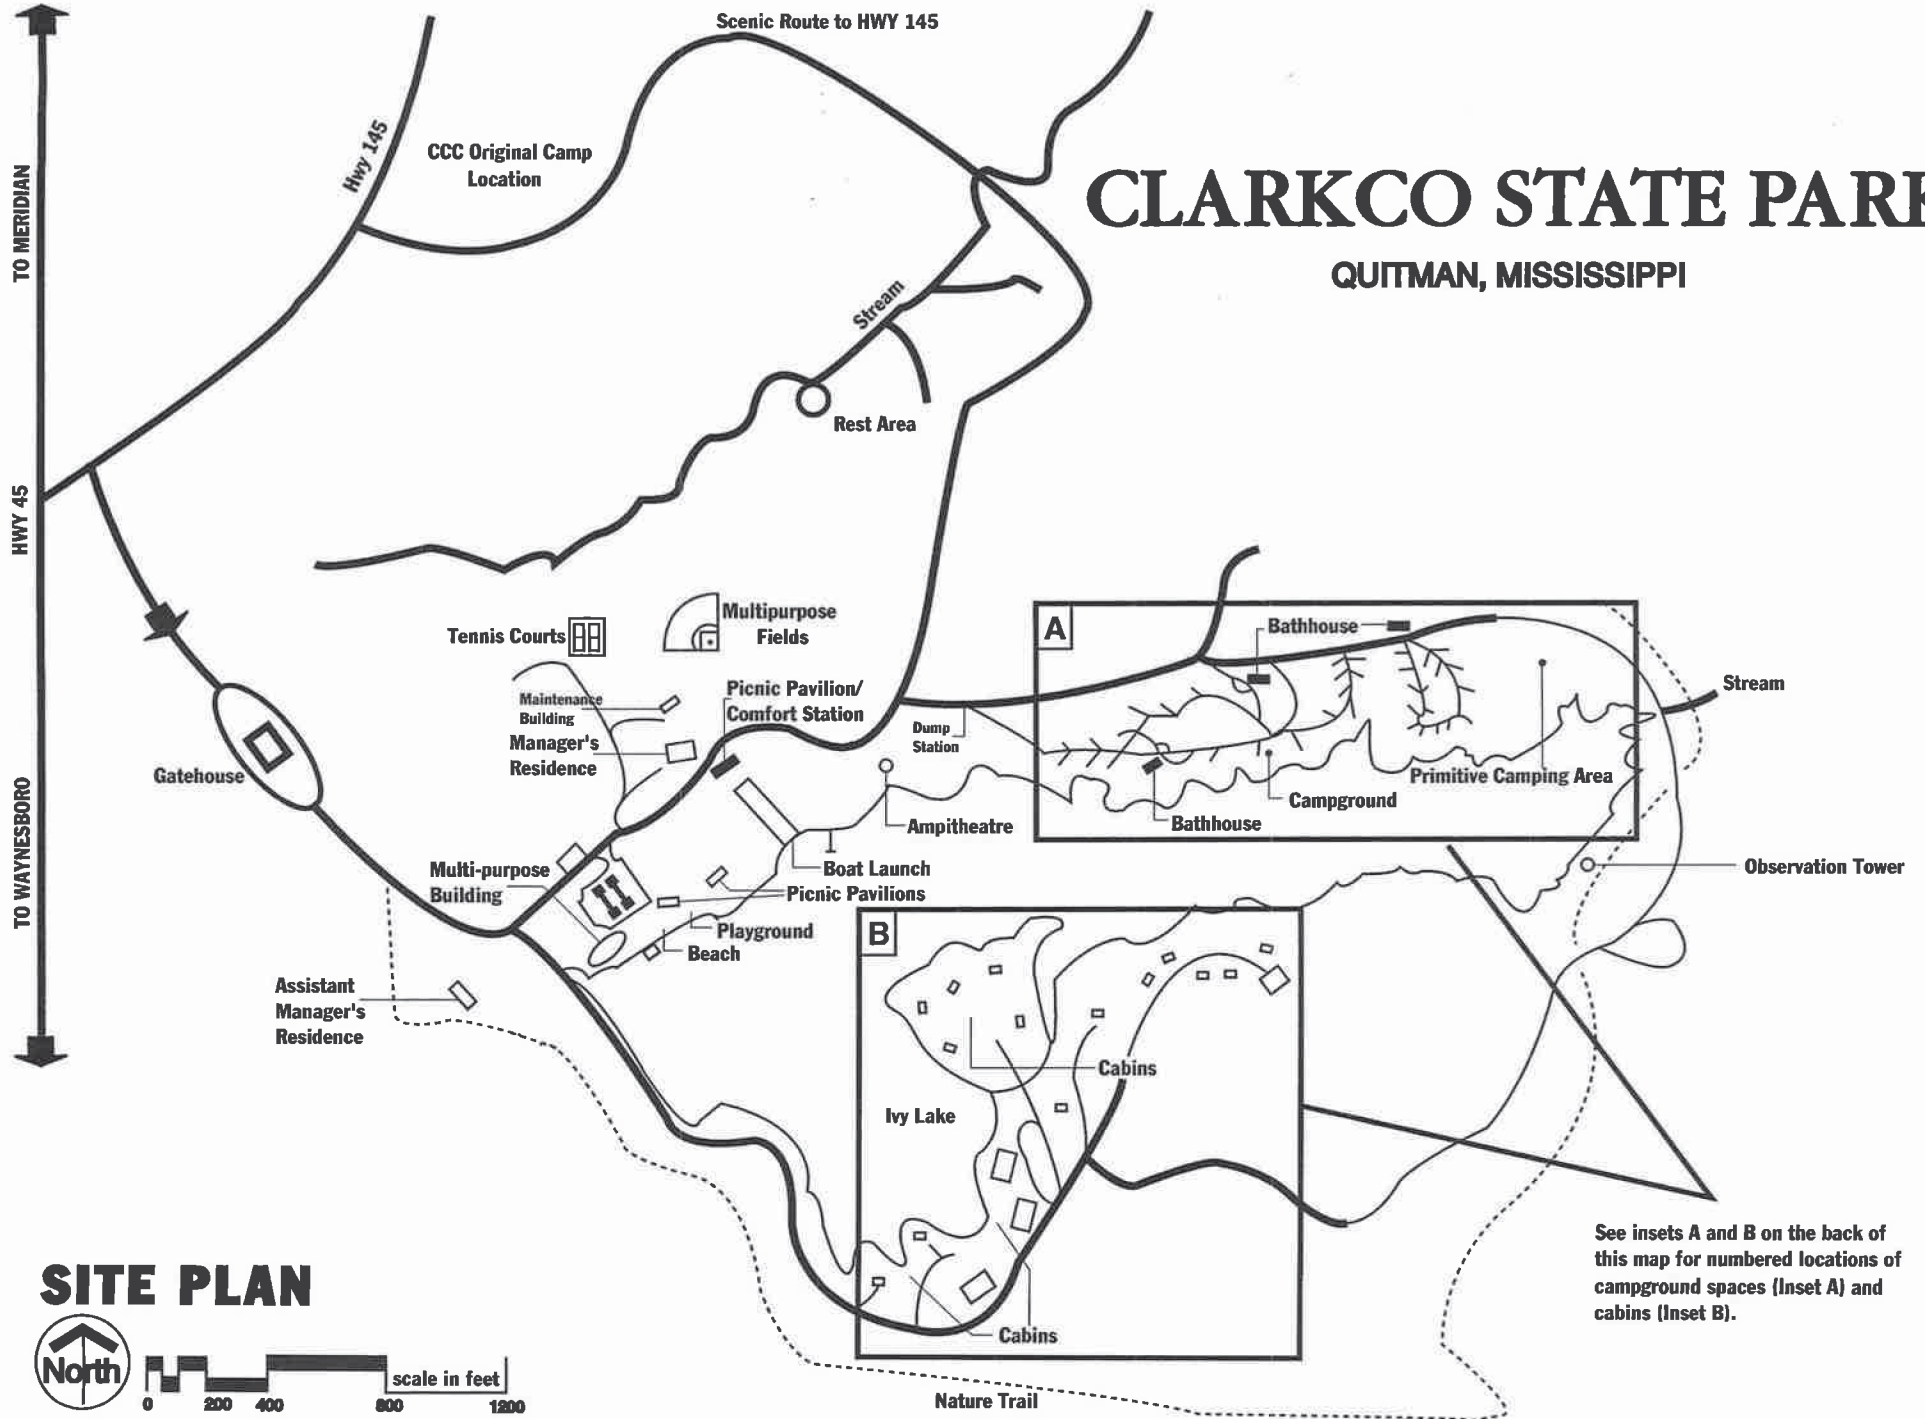 Scenic Route to HWY 145
CLARKCO STATE PARK
QUITMAN, MISSISSIPPI
TO MERIDIAN
HWY 45
TO WAYNESBORO
Hwy 145
CCC Original Camp
Location
Stream
Rest Area
Tennis Courts
Multipurpose
Fields
Maintenance
Building
Manager's
Residence
Picnic Pavilion/
Comfort Station
Gatehouse
Dump
Station
Ampitheatre
Boat Launch
Picnic Pavilions
Playground
Beach
Multi-purpose
Building
Assistant
Manager's
Residence
A
Bathhouse
Primitive Camping Area
Campground
Bathhouse
Stream
Observation Tower
B
Cabins
Ivy Lake
Cabins
Nature Trail
See insets A and B on the back of
this map for numbered locations of
campground spaces (Inset A) and
cabins (Inset B).
SITE PLAN
North
scale in feet
0 200 400 800 1200